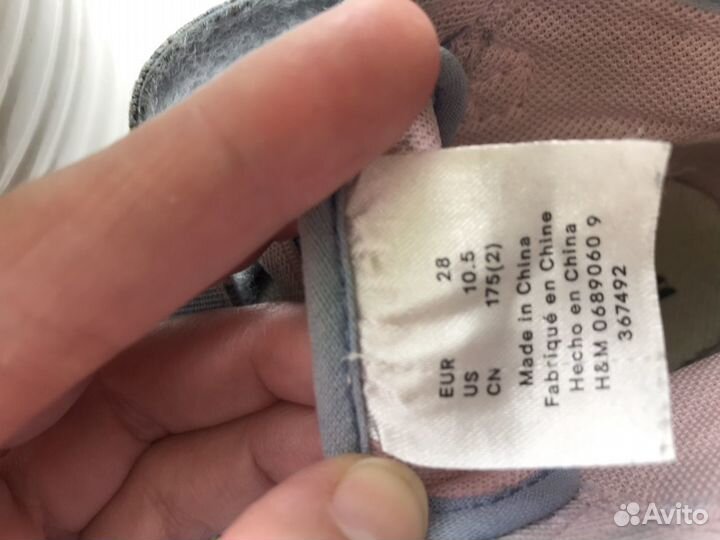 EUR 28
US 10.5
CN 175(2)
Made in China
Fabriqué en Chine
Hecho en China
H&M 0689060 9
367492
Avito